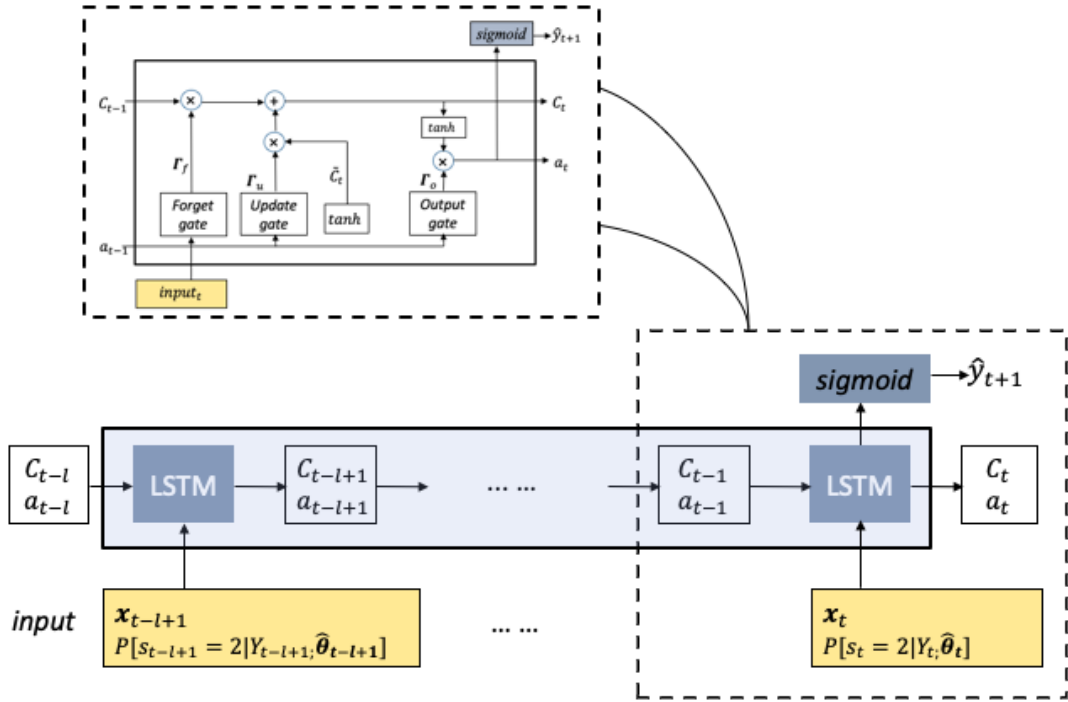 sigmoid ŷ_{t+1}
C_{t-1} × + C_t
tanh
× × a_t
Γ_f Γ_u C̃_t Γ_o
Forget gate Update gate tanh Output gate
a_{t-1}
input_t
sigmoid ŷ_{t+1}
C_{t-l} LSTM C_{t-l+1} ... ... C_{t-1} LSTM C_t
a_{t-l} a_{t-l+1} a_{t-1} a_t
input x_{t-l+1} ... ... x_t
P[s_{t-l+1} = 2|Y_{t-l+1;} θ̂_{t-l+1}] P[s_t = 2|Y_{t;} θ̂_t]